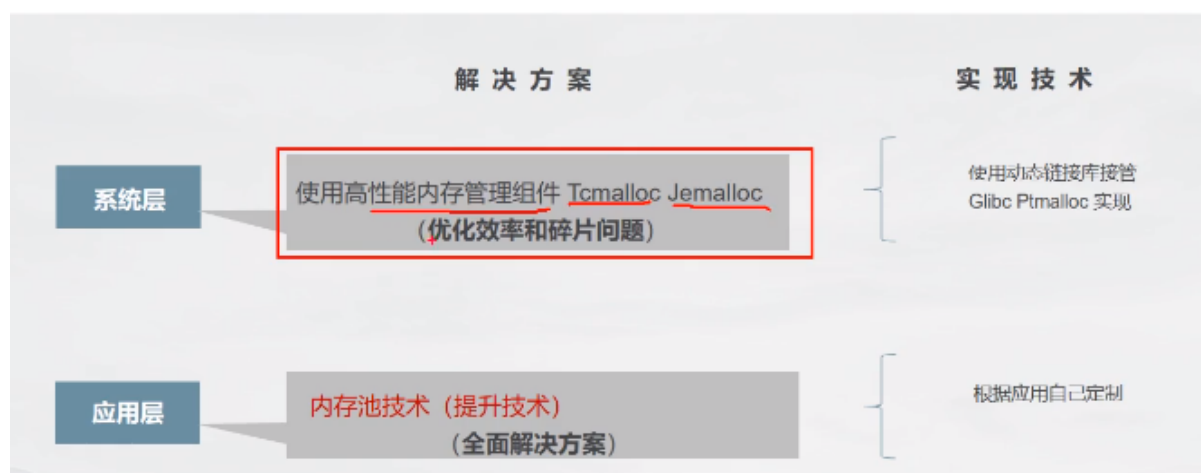 解决方案
实现技术
系统层
使用高性能内存管理组件 Tcmalloc Jemalloc
（优化效率和碎片问题）
使用动态链接库接管
Glibc Ptmalloc 实现
应用层
内存池技术（提升技术）
（全面解决方案）
根据应用自己定制